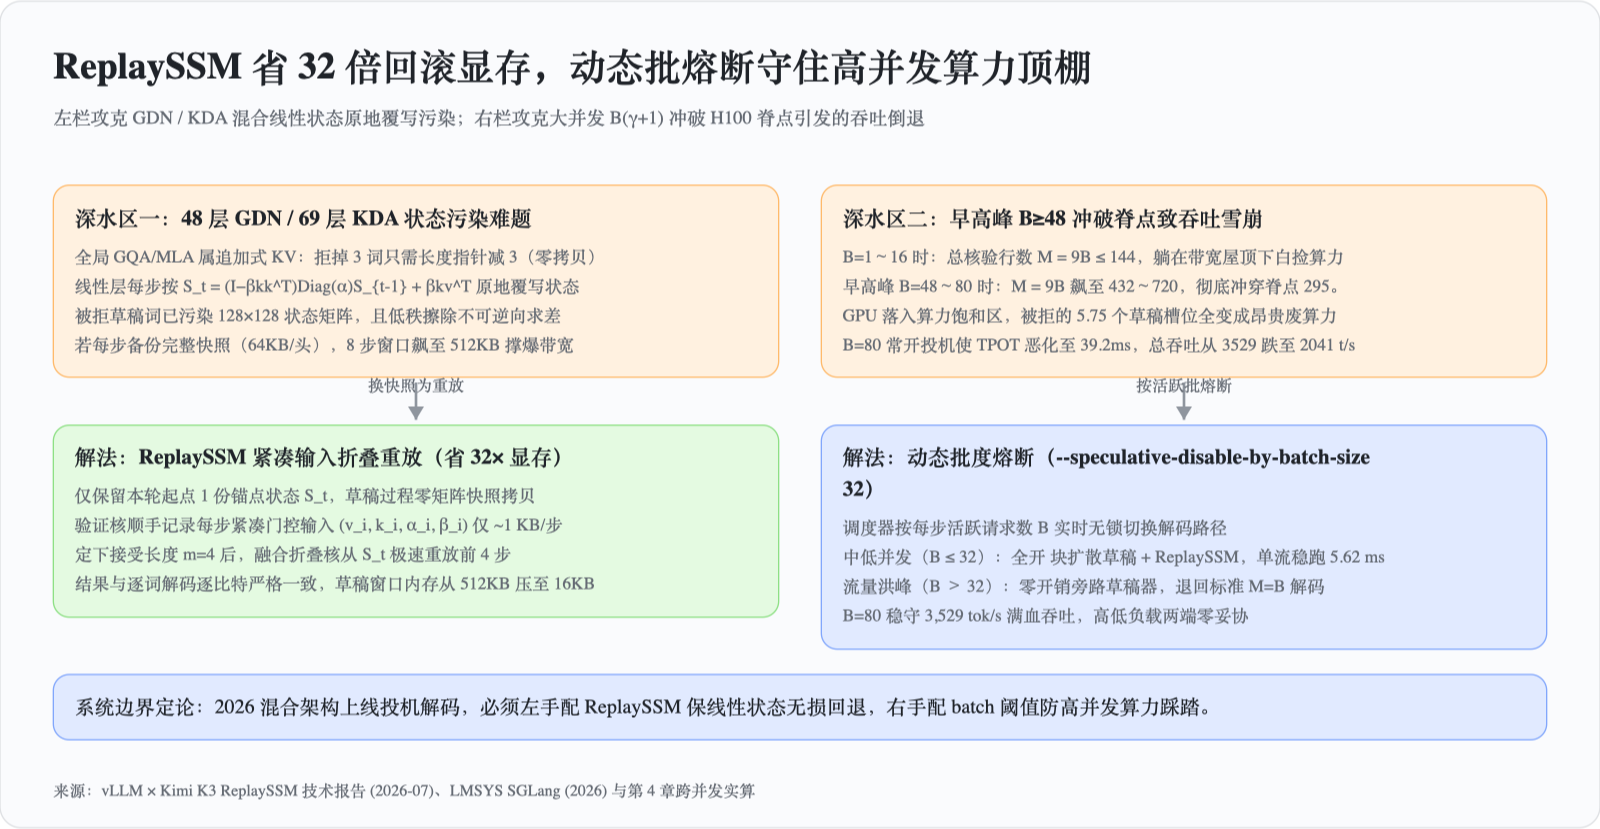 ReplaySSM 省 32 倍回滚显存，动态批熔断守住高并发算力顶棚
左栏攻克 GDN / KDA 混合线性状态原地覆写污染；右栏攻克大并发 B(γ+1) 冲破 H100 脊点引发的吞吐倒退
深水区一：48 层 GDN / 69 层 KDA 状态污染难题
全局 GQA/MLA 属追加式 KV：拒掉 3 词只需长度指针减 3（零拷贝）
线性层每步按 S_t = (I−βkk^T)Diag(α)S_{t-1} + βkv^T 原地覆写状态
被拒草稿词已污染 128×128 状态矩阵，且低秩擦除不可逆向求差
若每步备份完整快照（64KB/头），8 步窗口飙至 512KB 撑爆带宽
换快照为重放
解法：ReplaySSM 紧凑输入折叠重放（省 32× 显存）
仅保留本轮起点 1 份锚点状态 S_t，草稿过程零矩阵快照拷贝
验证核顺手记录每步紧凑门控输入 (v_i, k_i, α_i, β_i) 仅 ~1 KB/步
定下接受长度 m=4 后，融合折叠核从 S_t 极速重放前 4 步
结果与逐词解码逐比特严格一致，草稿窗口内存从 512KB 压至 16KB
深水区二：早高峰 B≥48 冲破脊点致吞吐雪崩
B=1 ~ 16 时：总核验行数 M = 9B ≤ 144，躺在带宽屋顶下白捡算力
早高峰 B=48 ~ 80 时：M = 9B 飙至 432 ~ 720，彻底冲穿脊点 295。
GPU 落入算力饱和区，被拒的 5.75 个草稿槽位全变成昂贵废算力
B=80 常开投机使 TPOT 恶化至 39.2ms，总吞吐从 3529 跌至 2041 t/s
按活跃批熔断
解法：动态批度熔断（--speculative-disable-by-batch-size
32）
调度器按每步活跃请求数 B 实时无锁切换解码路径
中低并发（B ≤ 32）：全开 块扩散草稿 + ReplaySSM，单流稳跑 5.62 ms
流量洪峰（B > 32）：零开销旁路草稿器，退回标准 M=B 解码
B=80 稳守 3,529 tok/s 满血吞吐，高低负载两端零妥协
系统边界定论：2026 混合架构上线投机解码，必须左手配 ReplaySSM 保线性状态无损回退，右手配 batch 阈值防高并发算力踩踏。
来源：vLLM × Kimi K3 ReplaySSM 技术报告 (2026-07)、LMSYS SGLang (2026) 与第 4 章跨并发实算